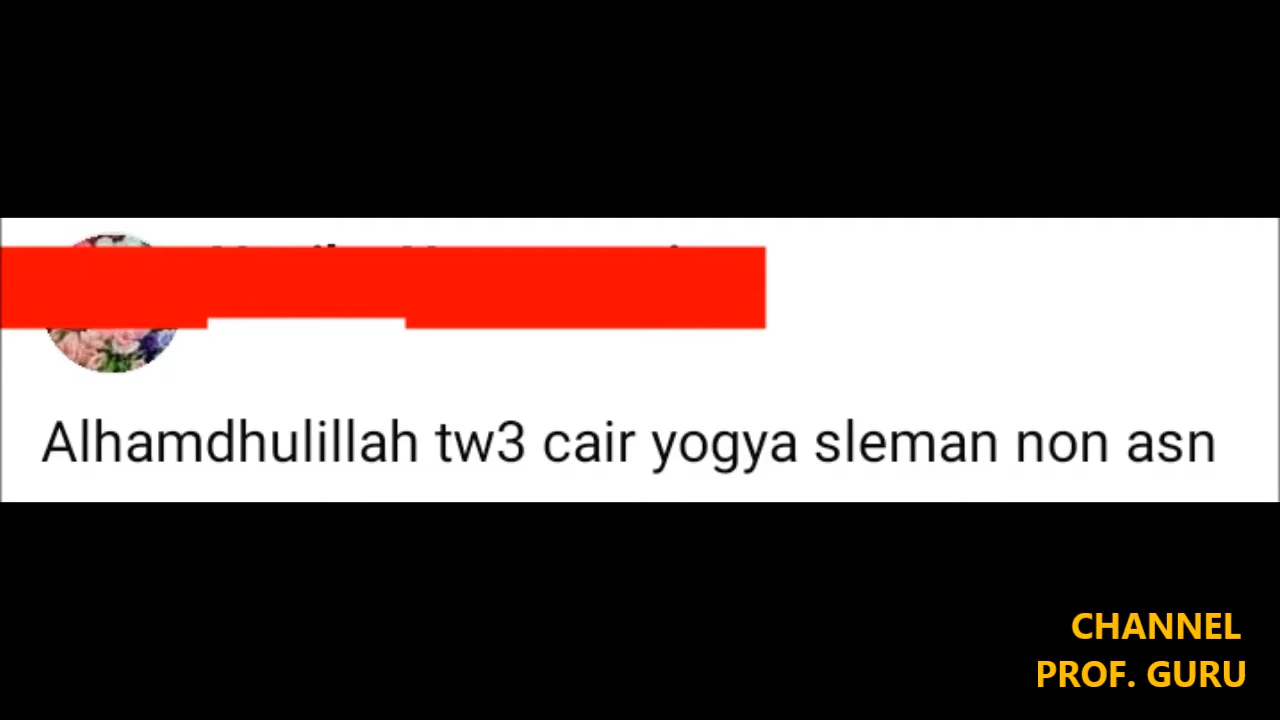 Alhamdhulillah tw3 cair yogya sleman non asn
CHANNEL
PROF. GURU